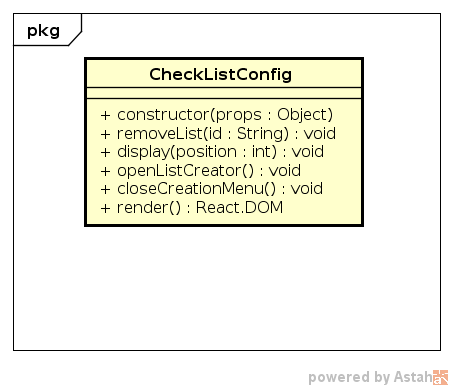 pkg
CheckListConfig
+ constructor(props : Object)
+ removeList(id : String) : void
+ display(position : int) : void
+ openListCreator() : void
+ closeCreationMenu() : void
+ render() : React.DOM
powered by Astah